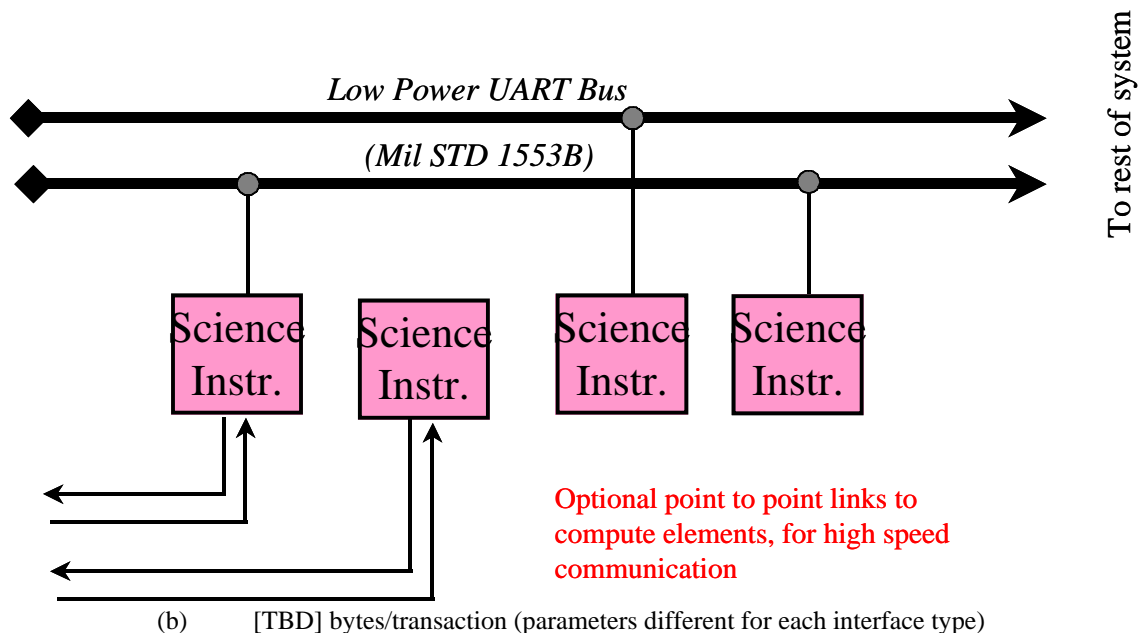 To rest of system
Low Power UART Bus
(Mil STD 1553B)
Science
Instr.
Science
Instr.
Science
Instr.
Science
Instr.
Optional point to point links to
compute elements, for high speed
communication
(b) [TBD] bytes/transaction (parameters different for each interface type)